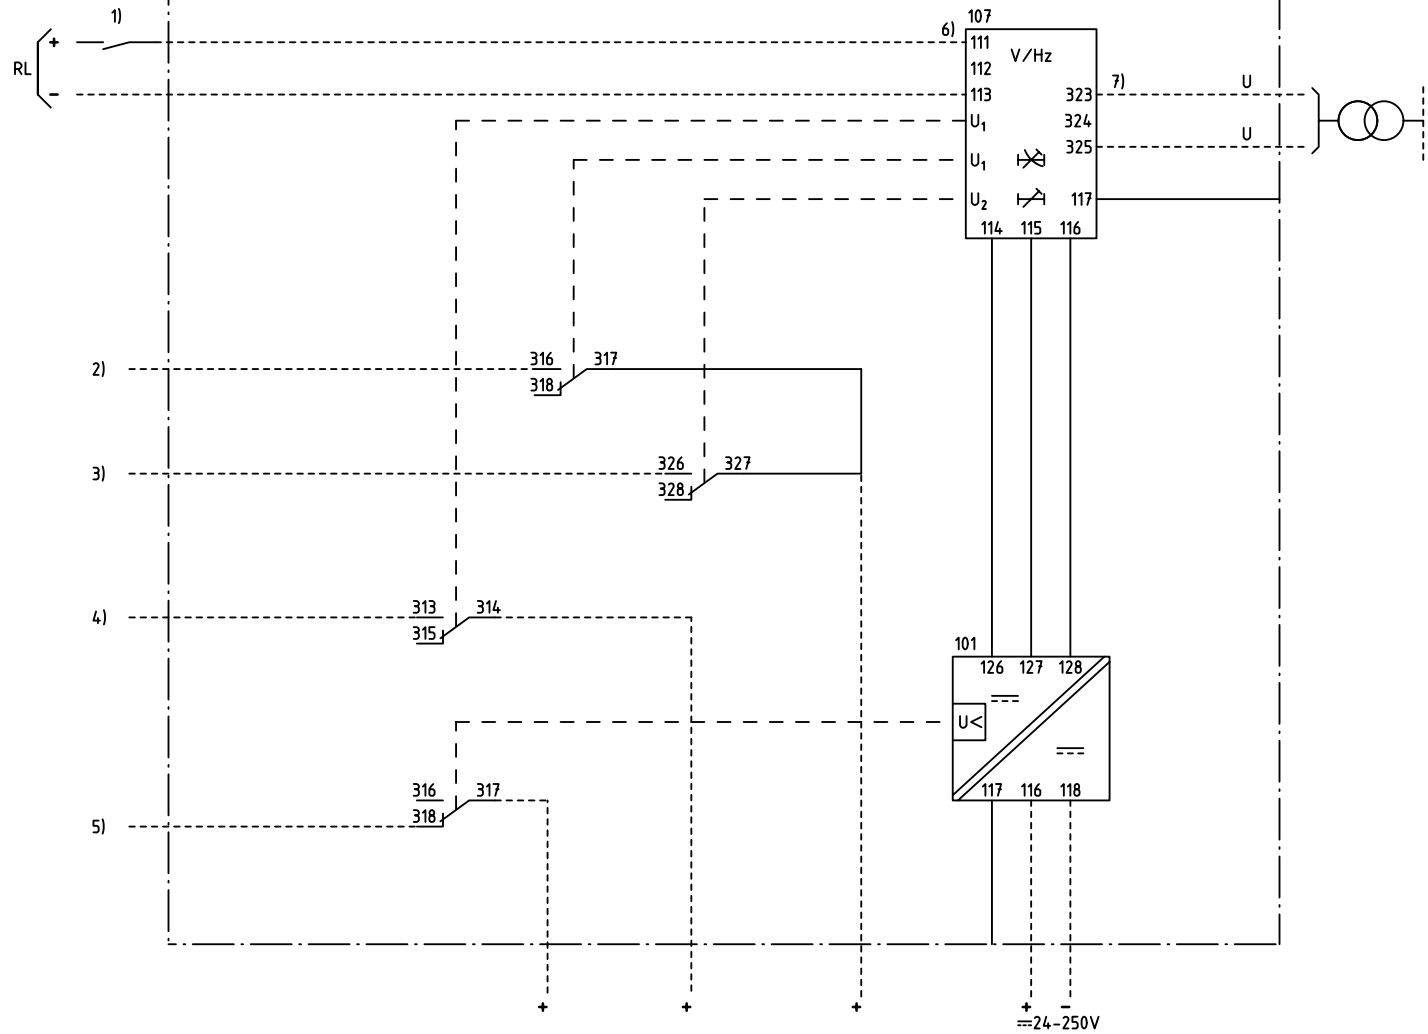 1)
6)
107
RL
+
111
V/Hz
112
-
113
323
7)
U
U₁
324
325
U
U₁
U₂
117
114 115 116
2)
316
317
318
3)
326
327
328
4)
313
314
315
101
126 127 128
U<
316
317
117 116 118
318
5)
+
+
+
+ -
24-250V